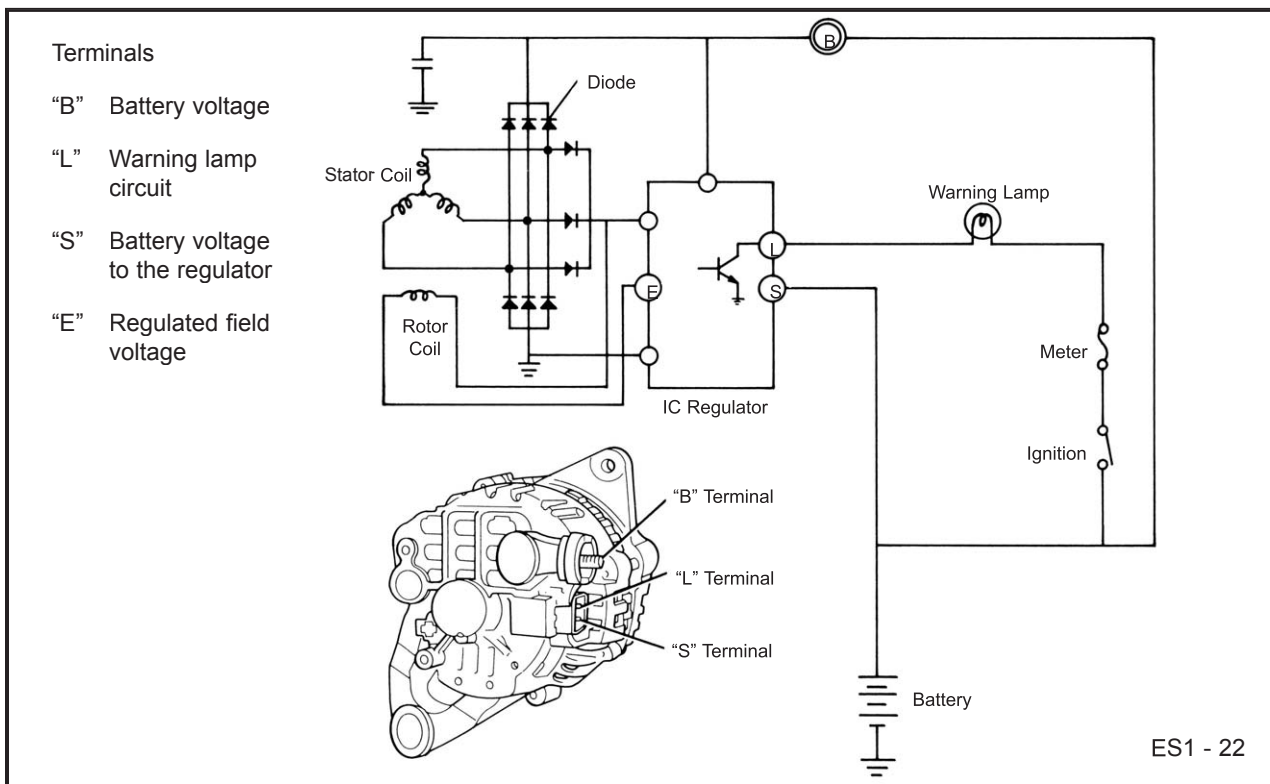 Terminals
“B” Battery voltage
“L” Warning lamp
circuit
“S” Battery voltage
to the regulator
“E” Regulated field
voltage
B
Diode
Stator Coil
Warning Lamp
L
E
S
Rotor
Coil
Meter
IC Regulator
Ignition
“B” Terminal
“L” Terminal
“S” Terminal
Battery
ES1 - 22